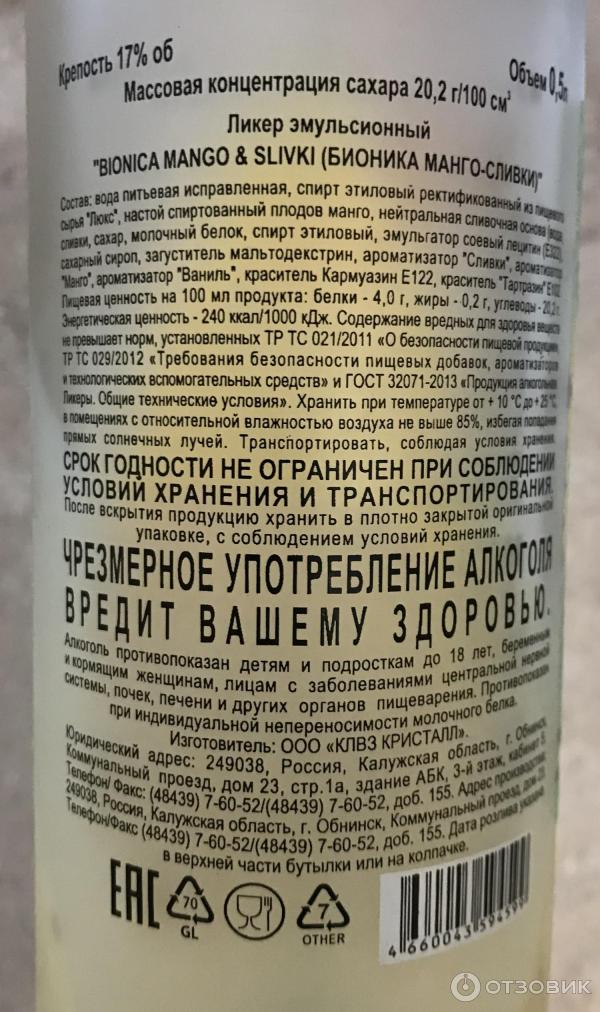 Крепость 17% об
Объем 0,5л
Массовая концентрация сахара 20,2 г/100 см³
Ликер эмульсионный
"BIONICA MANGO & SLIVKI (БИОНИКА МАНГО-СЛИВКИ)"
Состав: вода питьевая исправленная, спирт этиловый ректификованный из пищевого
сырья "Люкс", настой спиртованный плодов манго, нейтральная сливочная основа (вода,
сливки, сахар, молочный белок, спирт этиловый, эмульгатор соевый лецитин (Е322),
сахарный сироп, загуститель мальтодекстрин, ароматизатор "Сливки", ароматизатор
"Манго", ароматизатор "Ваниль", краситель Кармуазин Е122, краситель "Тартразин" Е102
Пищевая ценность на 100 мл продукта: белки - 4,0 г, жиры - 0,2 г, углеводы - 20,2 г.
Энергетическая ценность - 240 ккал/1000 кДж. Содержание вредных для здоровья веществ
не превышает норм, установленных ТР ТС 021/2011 «О безопасности пищевой продукции»,
ТР ТС 029/2012 «Требования безопасности пищевых добавок, ароматизаторов
и технологических вспомогательных средств» и ГОСТ 32071-2013 «Продукция алкогольная
Ликеры. Общие технические условия». Хранить при температуре от + 10 °С до + 25 °С,
в помещениях с относительной влажностью воздуха не выше 85%, избегая попадания
прямых солнечных лучей. Транспортировать, соблюдая условия хранения.
СРОК ГОДНОСТИ НЕ ОГРАНИЧЕН ПРИ СОБЛЮДЕНИИ
УСЛОВИЙ ХРАНЕНИЯ И ТРАНСПОРТИРОВАНИЯ.
После вскрытия продукцию хранить в плотно закрытой оригинальной
упаковке, с соблюдением условий хранения.
ЧРЕЗМЕРНОЕ УПОТРЕБЛЕНИЕ АЛКОГОЛЯ
ВРЕДИТ ВАШЕМУ ЗДОРОВЬЮ.
Алкоголь противопоказан детям и подросткам до 18 лет, беременным
и кормящим женщинам, лицам с заболеваниями центральной нервной
системы, почек, печени и других органов пищеварения. Противопоказан
при индивидуальной непереносимости молочного белка.
Изготовитель: ООО «КЛВЗ КРИСТАЛЛ».
Юридический адрес: 249038, Россия, Калужская область, г. Обнинск,
Коммунальный проезд, дом 23, стр.1а, здание АБК, 3-й этаж, кабинет 5.
Телефон/ Факс: (48439) 7-60-52/(48439) 7-60-52, доб. 155. Адрес производства:
249038, Россия, Калужская область, г. Обнинск, Коммунальный проезд, дом 23.
Телефон/Факс (48439) 7-60-52/(48439) 7-60-52, доб. 155. Дата розлива указана
в верхней части бутылки или на колпачке.
EAC
70
GL
7
OTHER
4 660043 594599
ОТЗОВИК